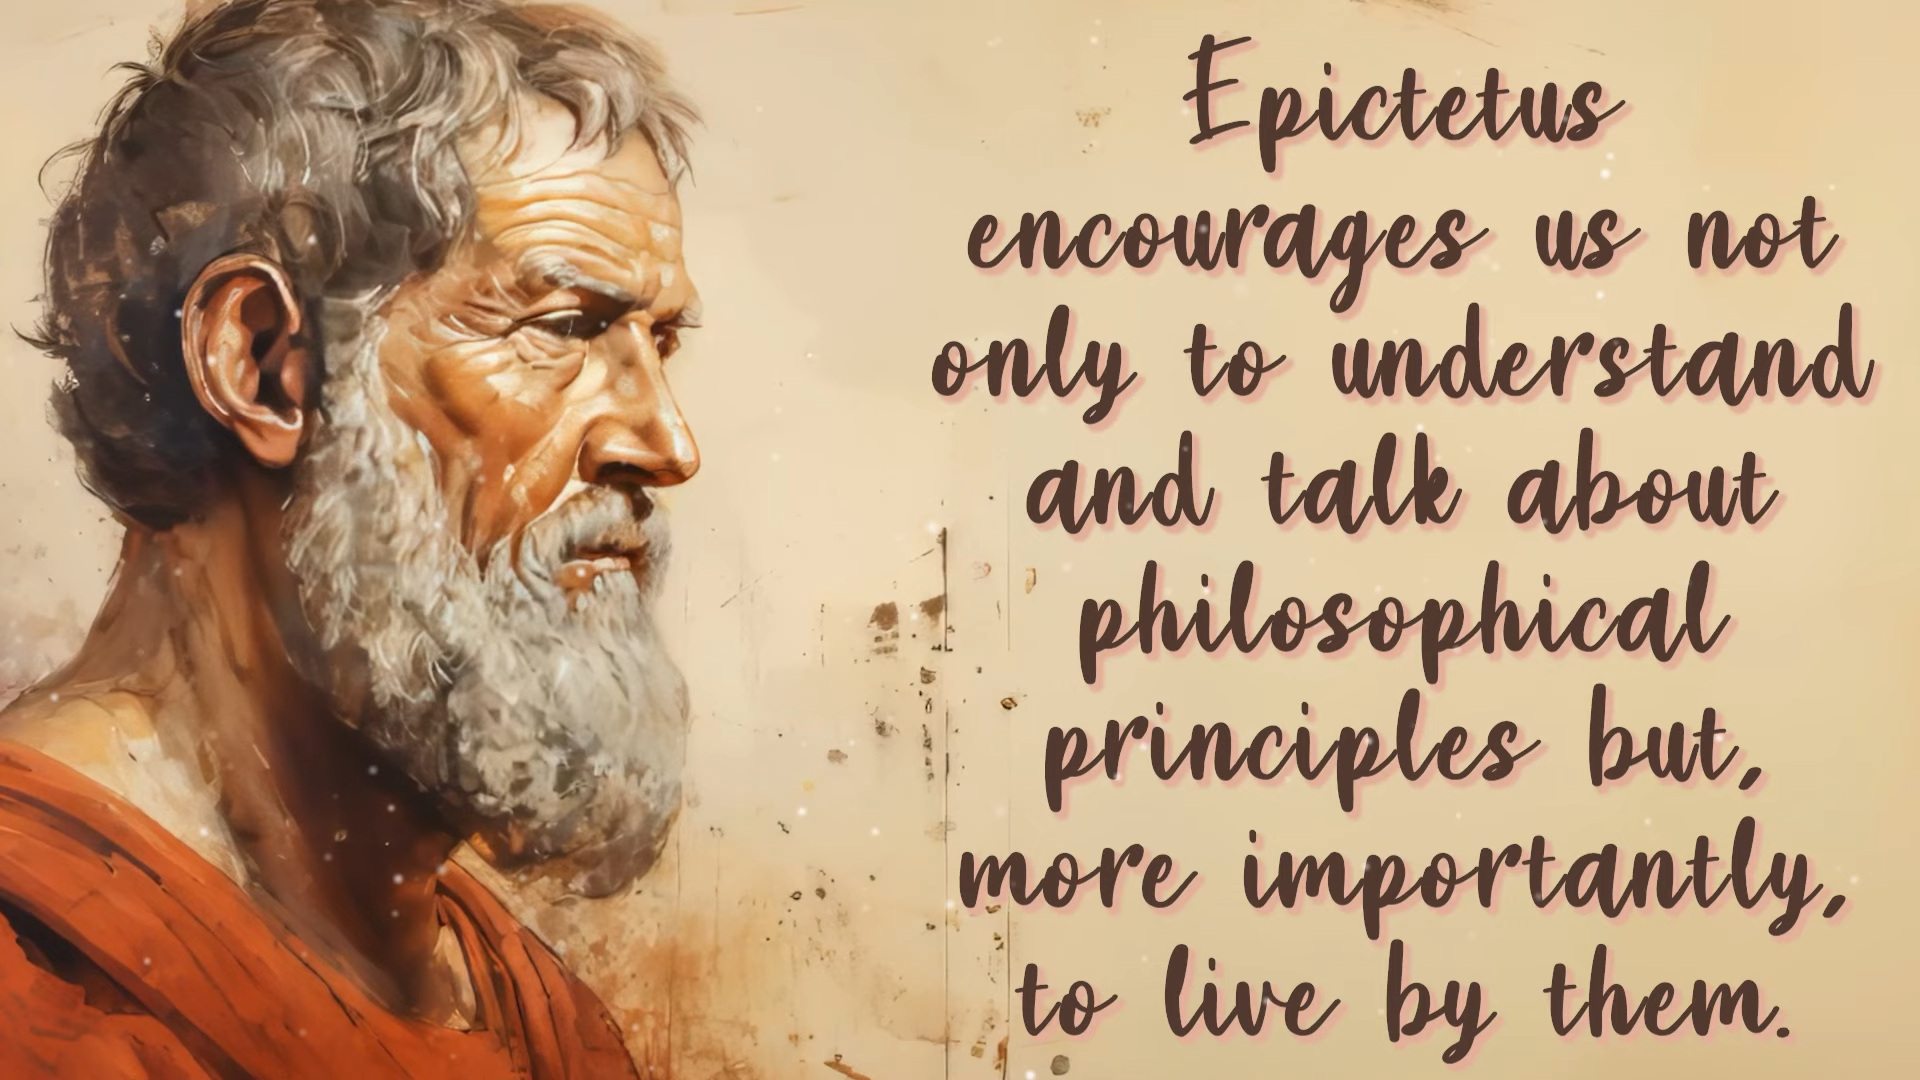 Epictetus
encourages us not
only to understand
and talk about
philosophical
principles but,
more importantly,
to live by them.